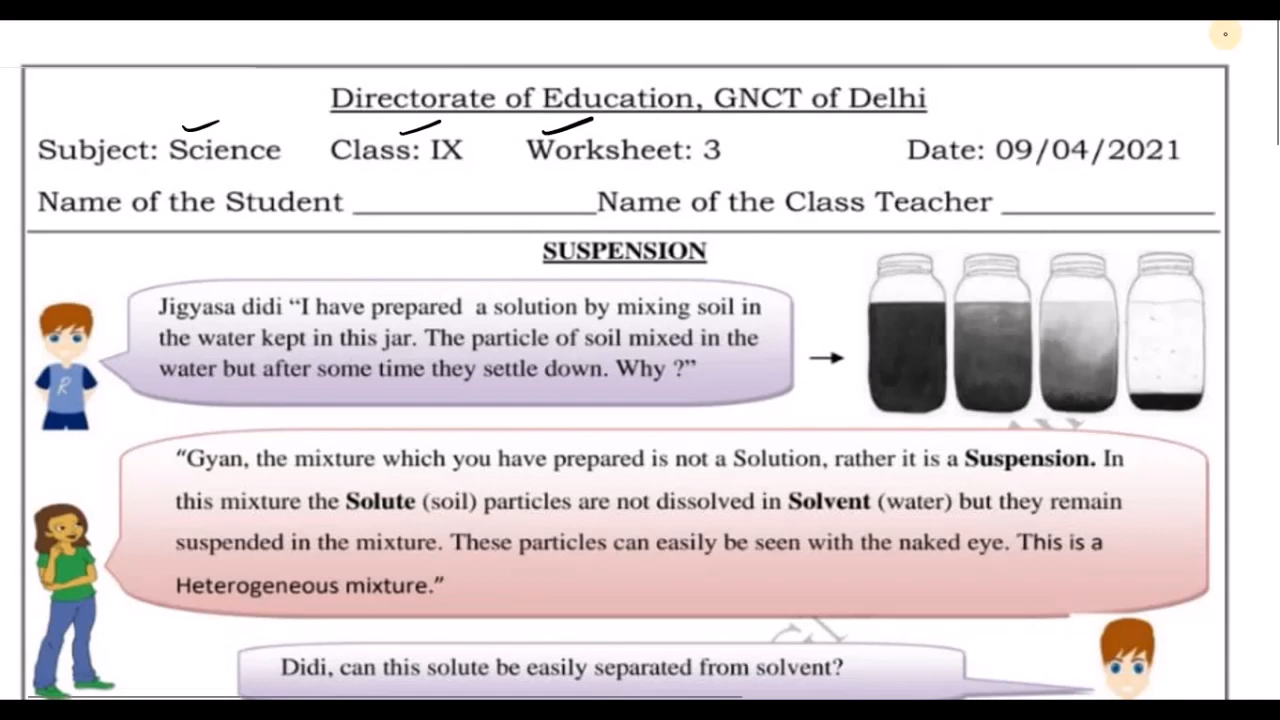 Directorate of Education, GNCT of Delhi
Subject: Science Class: IX Worksheet: 3 Date: 09/04/2021
Name of the Student ________________Name of the Class Teacher ______________
SUSPENSION
Jigyasa didi “I have prepared a solution by mixing soil in
the water kept in this jar. The particle of soil mixed in the
water but after some time they settle down. Why ?”
R
“Gyan, the mixture which you have prepared is not a Solution, rather it is a Suspension. In
this mixture the Solute (soil) particles are not dissolved in Solvent (water) but they remain
suspended in the mixture. These particles can easily be seen with the naked eye. This is a
Heterogeneous mixture.”
Didi, can this solute be easily separated from solvent?